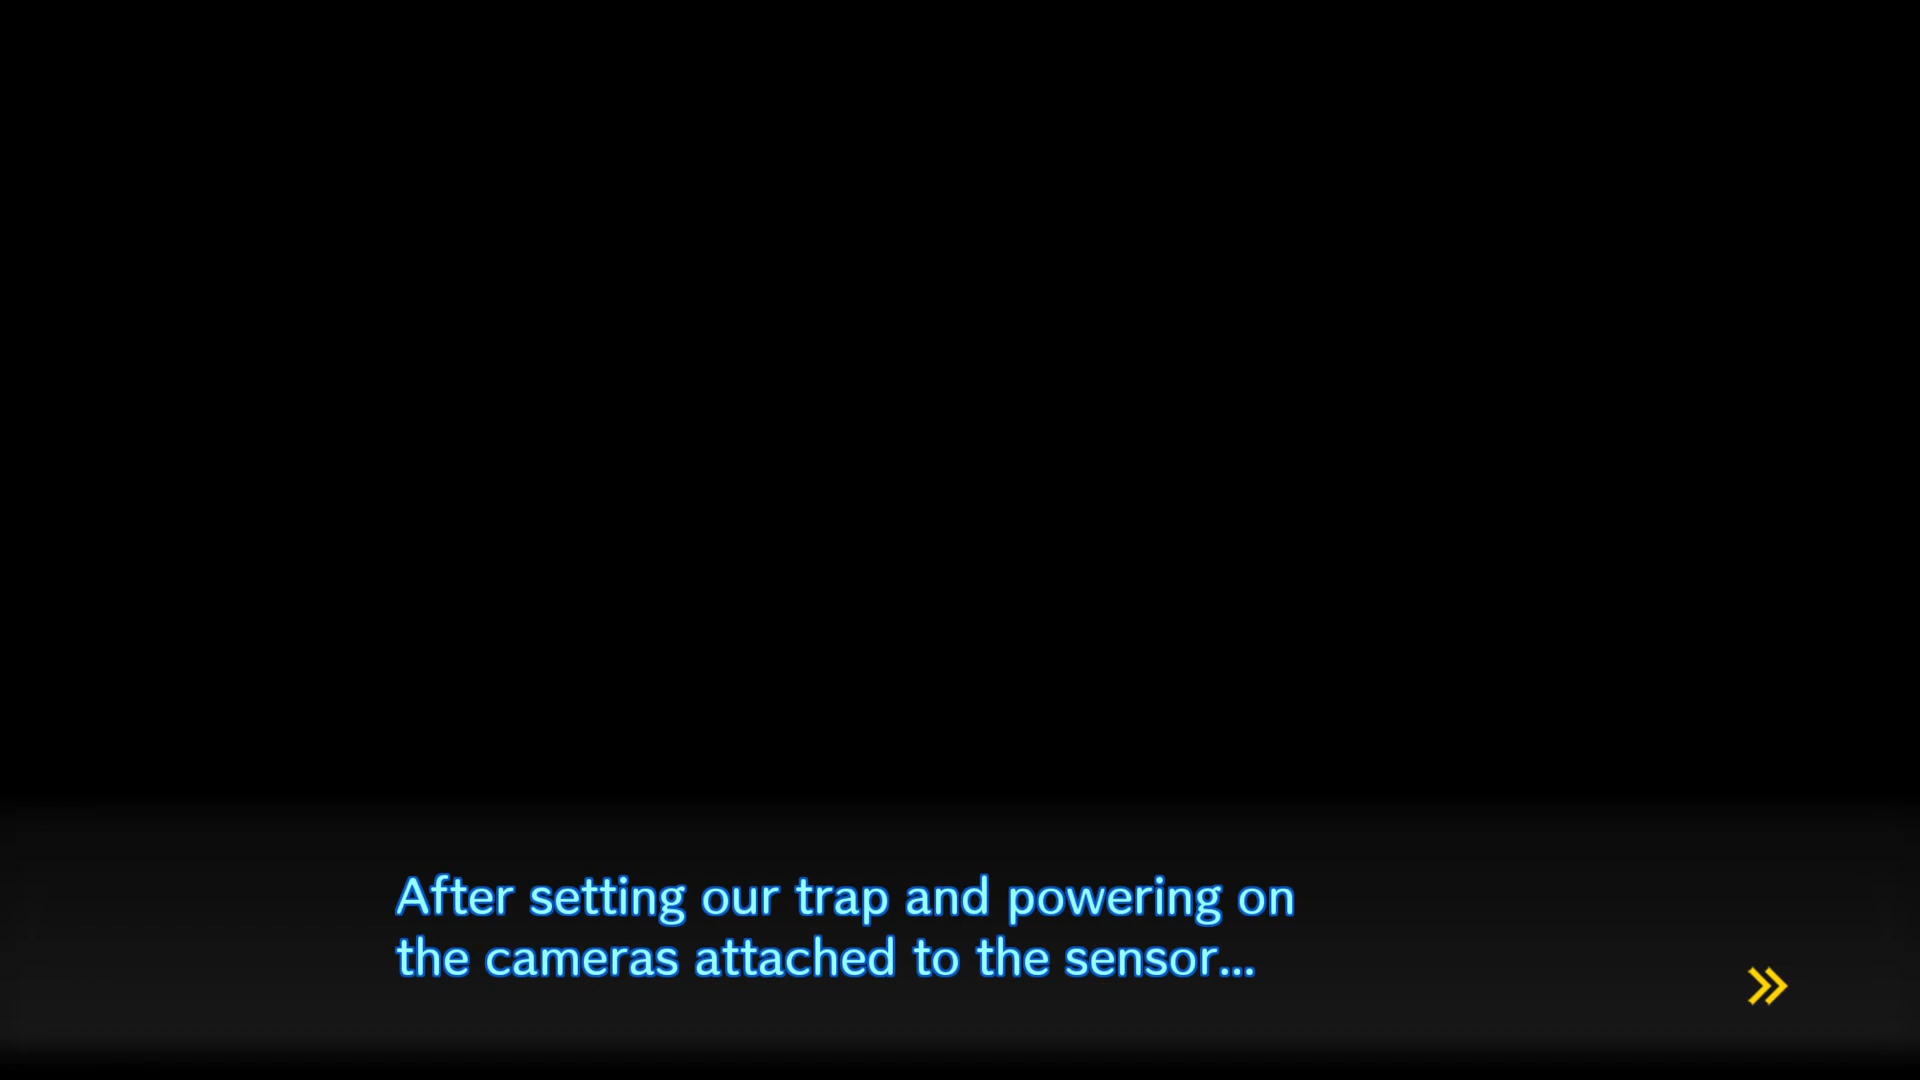 After setting our trap and powering on
the cameras attached to the sensor...